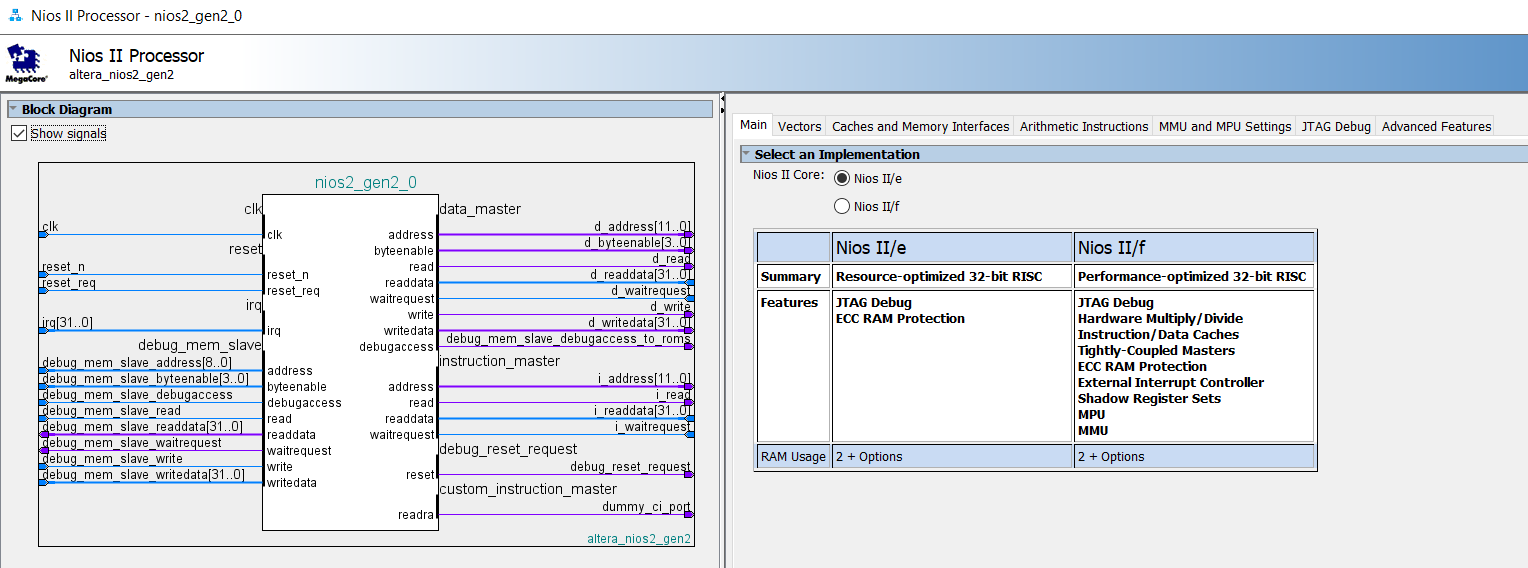 Nios II Processor - nios2_gen2_0
MegaCore®
Nios II Processor
altera_nios2_gen2
Block Diagram
Show signals
nios2_gen2_0
clk
clk
clk
reset
reset_n
reset_n
reset_req
reset_req
irq
irq[31..0]
irq
debug_mem_slave
debug_mem_slave_address[8..0]
address
debug_mem_slave_byteenable[3..0]
byteenable
debug_mem_slave_debugaccess
debugaccess
debug_mem_slave_read
read
debug_mem_slave_readdata[31..0]
readdata
debug_mem_slave_waitrequest
waitrequest
debug_mem_slave_write
write
debug_mem_slave_writedata[31..0]
writedata
data_master
d_address[11..0]
address
d_byteenable[3..0]
byteenable
d_read
read
d_readdata[31..0]
readdata
d_waitrequest
waitrequest
d_write
write
d_writedata[31..0]
writedata
debug_mem_slave_debugaccess_to_roms
debugaccess
instruction_master
i_address[11..0]
address
i_read
read
i_readdata[31..0]
readdata
i_waitrequest
waitrequest
debug_reset_request
debug_reset_request
reset
custom_instruction_master
dummy_ci_port
readra
altera_nios2_gen2
Main Vectors Caches and Memory Interfaces Arithmetic Instructions MMU and MPU Settings JTAG Debug Advanced Features
Select an Implementation
Nios II Core: Nios II/e
Nios II/f
Nios II/e Nios II/f
Summary Resource-optimized 32-bit RISC Performance-optimized 32-bit RISC
Features
JTAG Debug
ECC RAM Protection
JTAG Debug
Hardware Multiply/Divide
Instruction/Data Caches
Tightly-Coupled Masters
ECC RAM Protection
External Interrupt Controller
Shadow Register Sets
MPU
MMU
RAM Usage 2 + Options 2 + Options